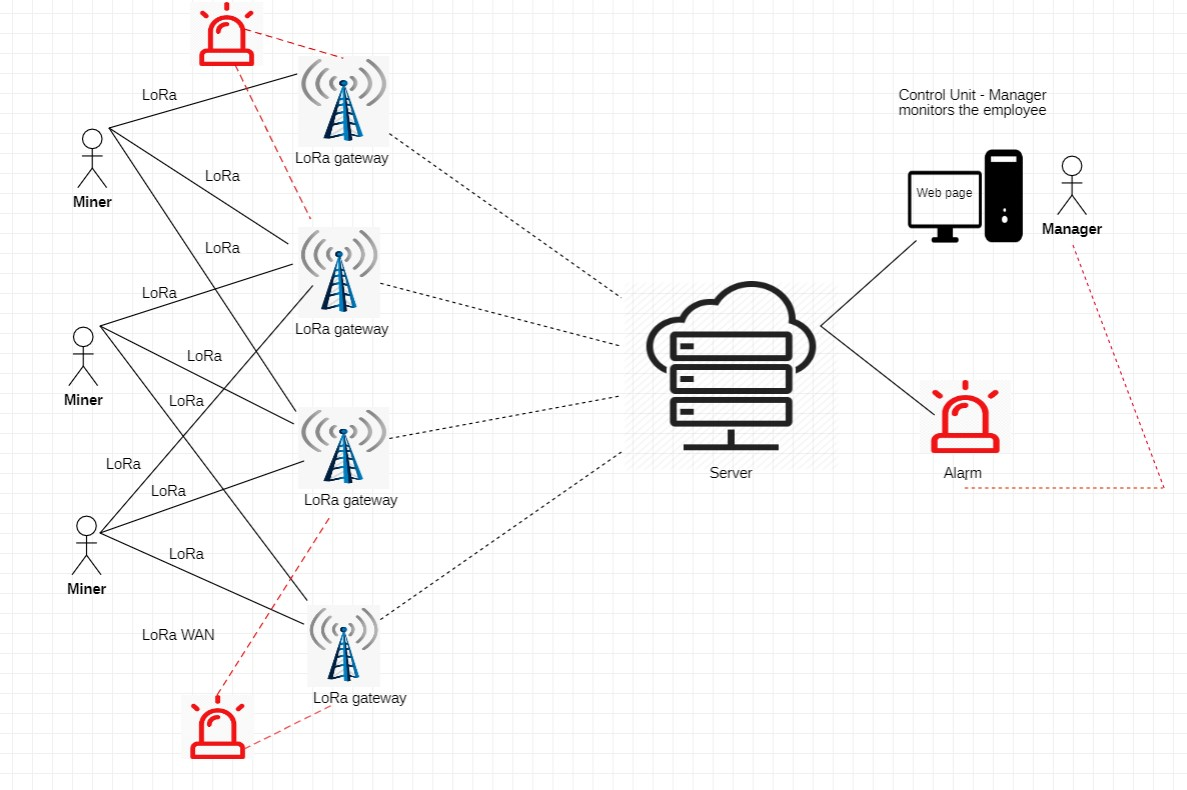 LoRa
LoRa gateway
Miner
LoRa
LoRa
LoRa
LoRa gateway
Miner
LoRa
LoRa
LoRa
LoRa
LoRa gateway
Miner
LoRa
LoRa WAN
LoRa gateway
Server
Control Unit - Manager
monitors the employee
Web page
Manager
Alarm